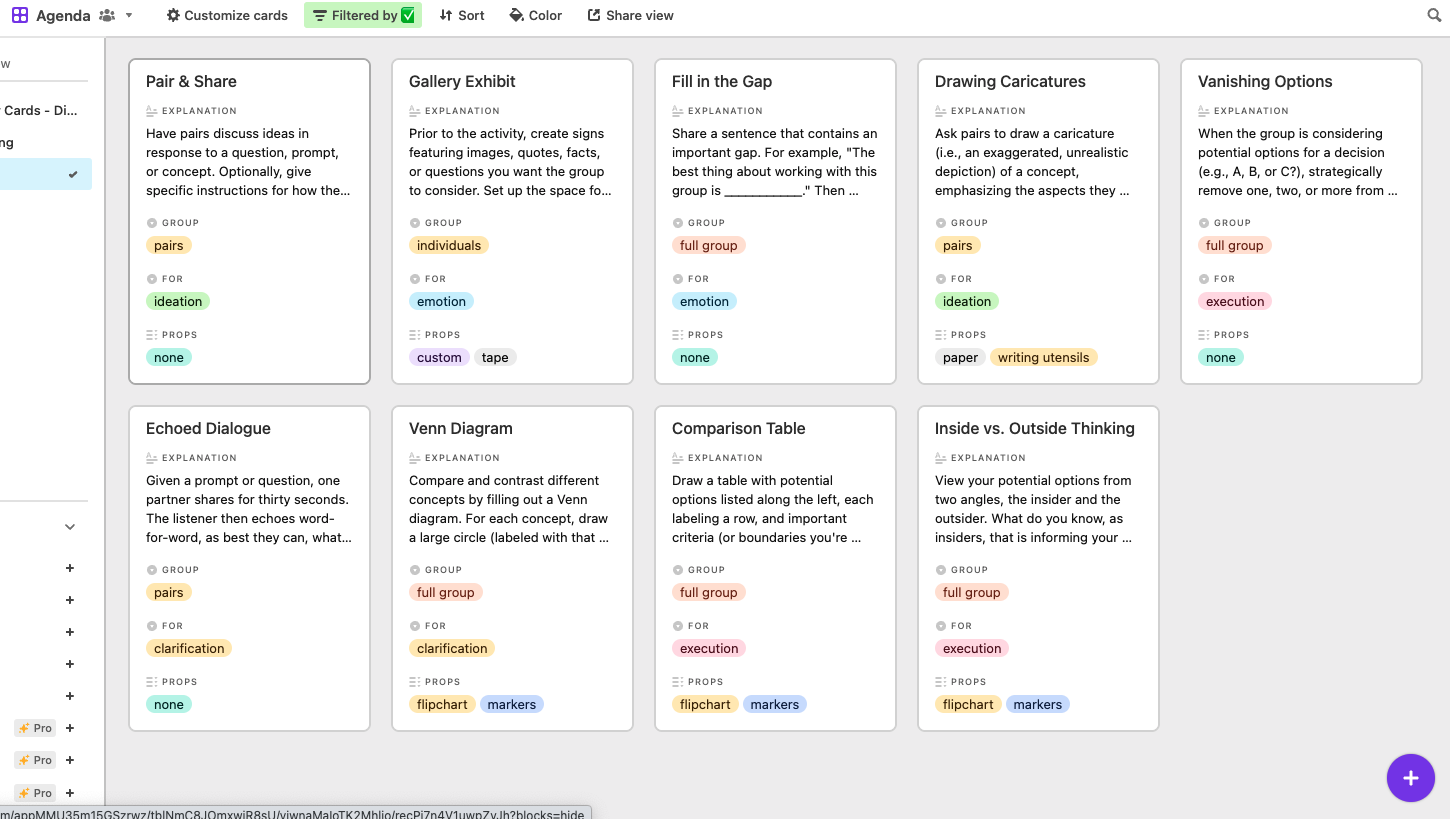 Agenda
Customize cards
Filtered by ✅
Sort
Color
Share view
w
Cards - Di...
ng
Pro
Pro
Pro
Pair & Share
EXPLANATION
Have pairs discuss ideas in
response to a question, prompt,
or concept. Optionally, give
specific instructions for how the...
GROUP
pairs
FOR
ideation
PROPS
none
Gallery Exhibit
EXPLANATION
Prior to the activity, create signs
featuring images, quotes, facts,
or questions you want the group
to consider. Set up the space fo...
GROUP
individuals
FOR
emotion
PROPS
custom tape
Fill in the Gap
EXPLANATION
Share a sentence that contains an
important gap. For example, "The
best thing about working with this
group is ___________." Then ...
GROUP
full group
FOR
emotion
PROPS
none
Drawing Caricatures
EXPLANATION
Ask pairs to draw a caricature
(i.e., an exaggerated, unrealistic
depiction) of a concept,
emphasizing the aspects they ...
GROUP
pairs
FOR
ideation
PROPS
paper writing utensils
Vanishing Options
EXPLANATION
When the group is considering
potential options for a decision
(e.g., A, B, or C?), strategically
remove one, two, or more from ...
GROUP
full group
FOR
execution
PROPS
none
Echoed Dialogue
EXPLANATION
Given a prompt or question, one
partner shares for thirty seconds.
The listener then echoes word-
for-word, as best they can, what...
GROUP
pairs
FOR
clarification
PROPS
none
Venn Diagram
EXPLANATION
Compare and contrast different
concepts by filling out a Venn
diagram. For each concept, draw
a large circle (labeled with that ...
GROUP
full group
FOR
clarification
PROPS
flipchart markers
Comparison Table
EXPLANATION
Draw a table with potential
options listed along the left, each
labeling a row, and important
criteria (or boundaries you're ...
GROUP
full group
FOR
execution
PROPS
flipchart markers
Inside vs. Outside Thinking
EXPLANATION
View your potential options from
two angles, the insider and the
outsider. What do you know, as
insiders, that is informing your ...
GROUP
full group
FOR
execution
PROPS
flipchart markers